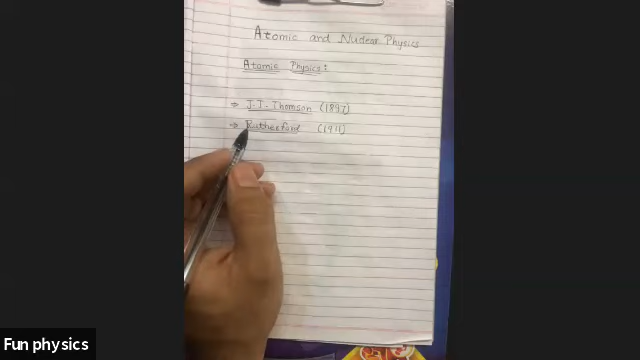 Atomic and Nuclear Physics
Atomic Physics:
⇒ J.J. Thomson (1897)
⇒ Rutherford (1911)
Fun physics